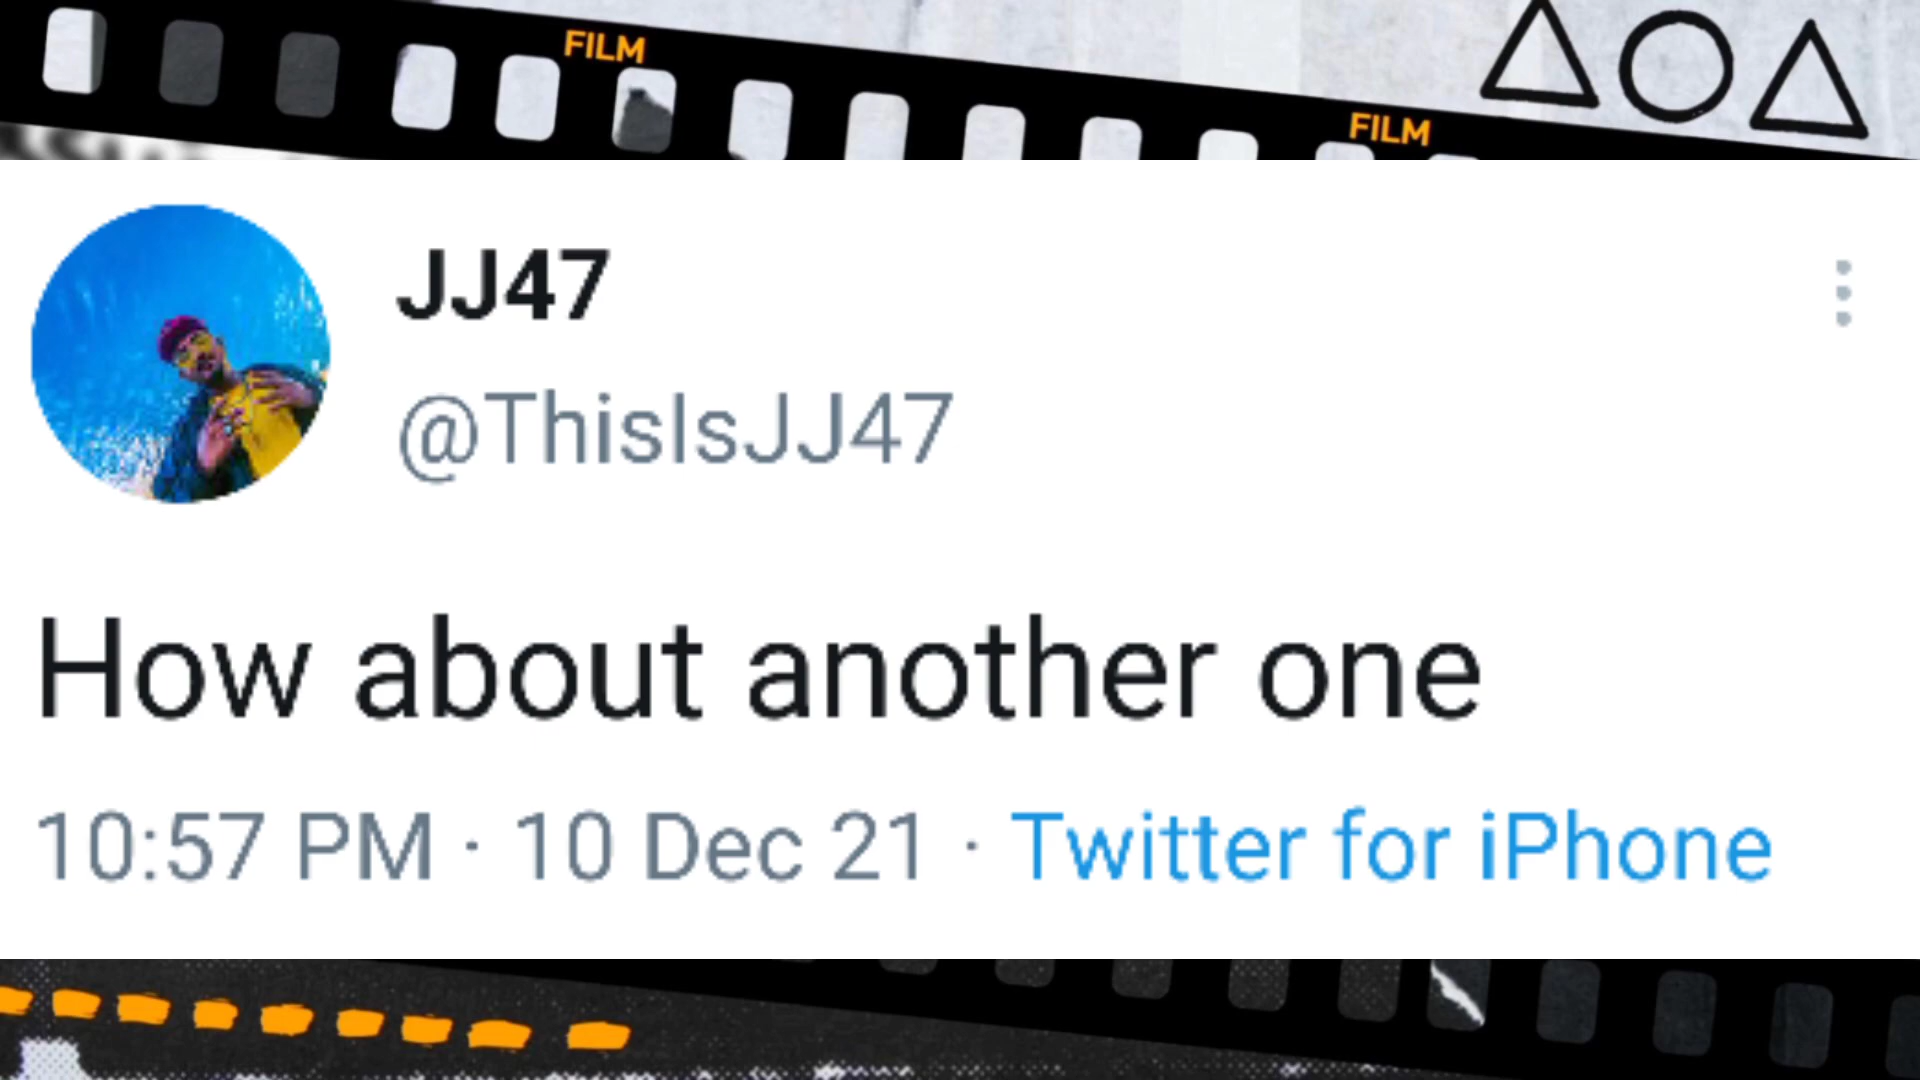 FILM
FILM
JJ47
@ThisIsJJ47
How about another one
10:57 PM · 10 Dec 21 · Twitter for iPhone